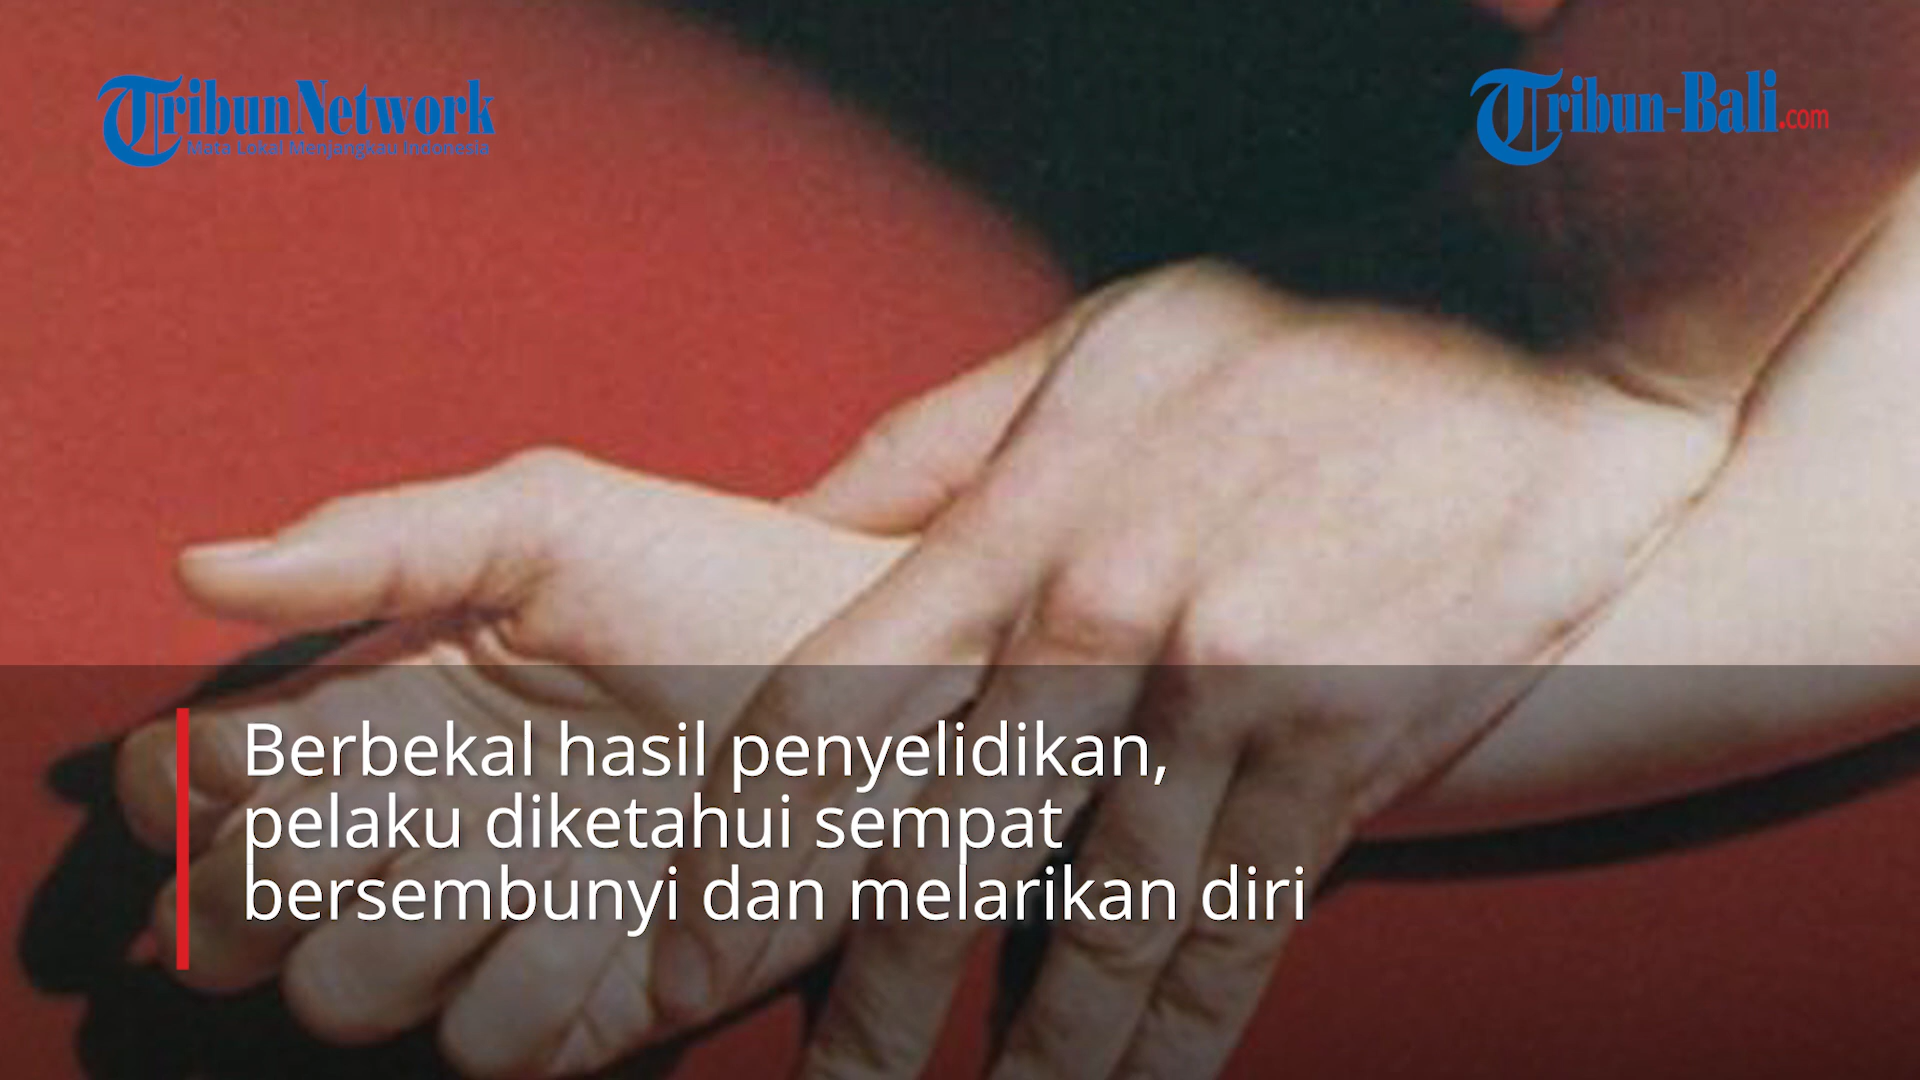 TribunNetwork
Mata Lokal Menjangkau Indonesia
Tribun-Bali.com
Berbekal hasil penyelidikan,
pelaku diketahui sempat
bersembunyi dan melarikan diri